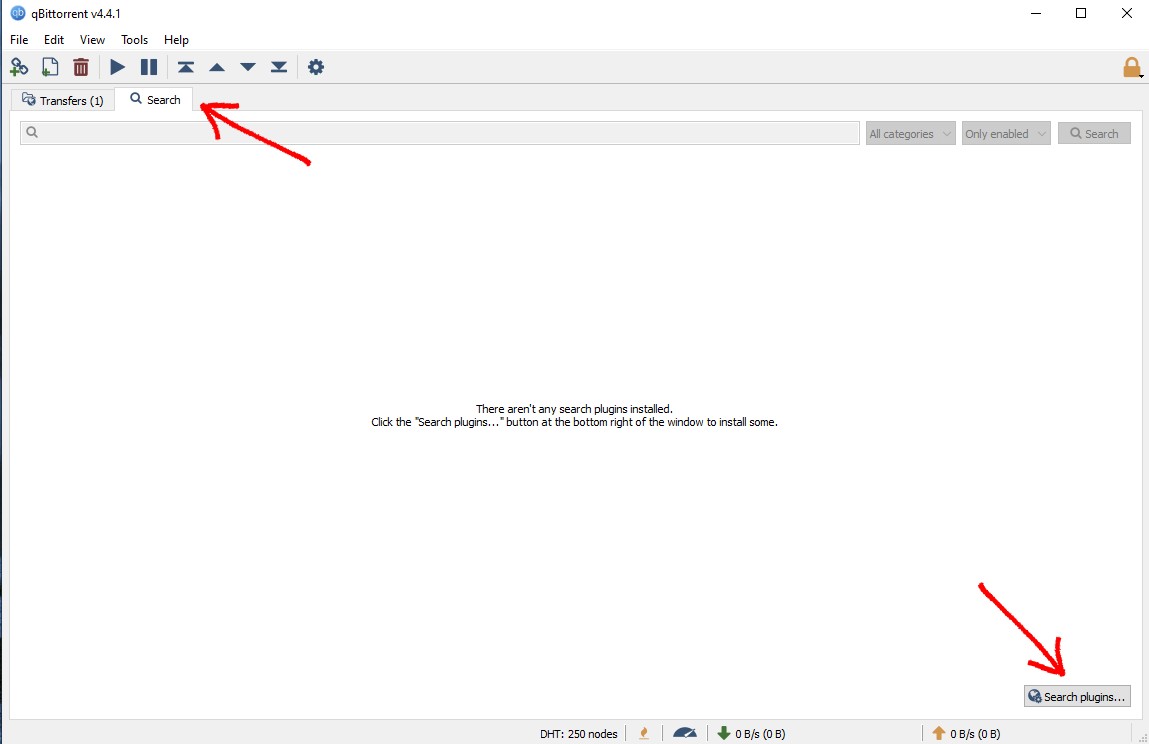 qBittorrent v4.4.1
File Edit View Tools Help
Transfers (1) Search
All categories Only enabled Search
There aren't any search plugins installed.
Click the "Search plugins..." button at the bottom right of the window to install some.
Search plugins...
DHT: 250 nodes 0 B/s (0 B) 0 B/s (0 B)